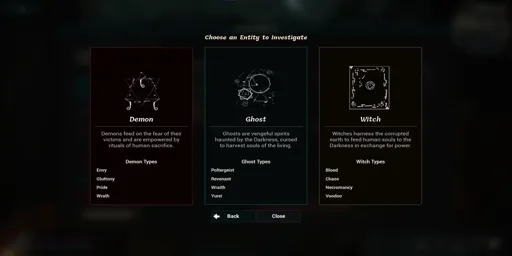 Choose an Entity to Investigate
Demon
Demons feed on the fear of their
victims and are empowered by
rituals of human sacrifice.
Demon Types
Envy
Gluttony
Pride
Wrath
Ghost
Ghosts are vengeful spirits
haunted by the Darkness, cursed
to harvest souls of the living.
Ghost Types
Poltergeist
Revenant
Wraith
Yurei
Witch
Witches harness the corrupted
earth to feed human souls to the
Darkness in exchange for power.
Witch Types
Blood
Chaos
Necromancy
Voodoo
Back
Close